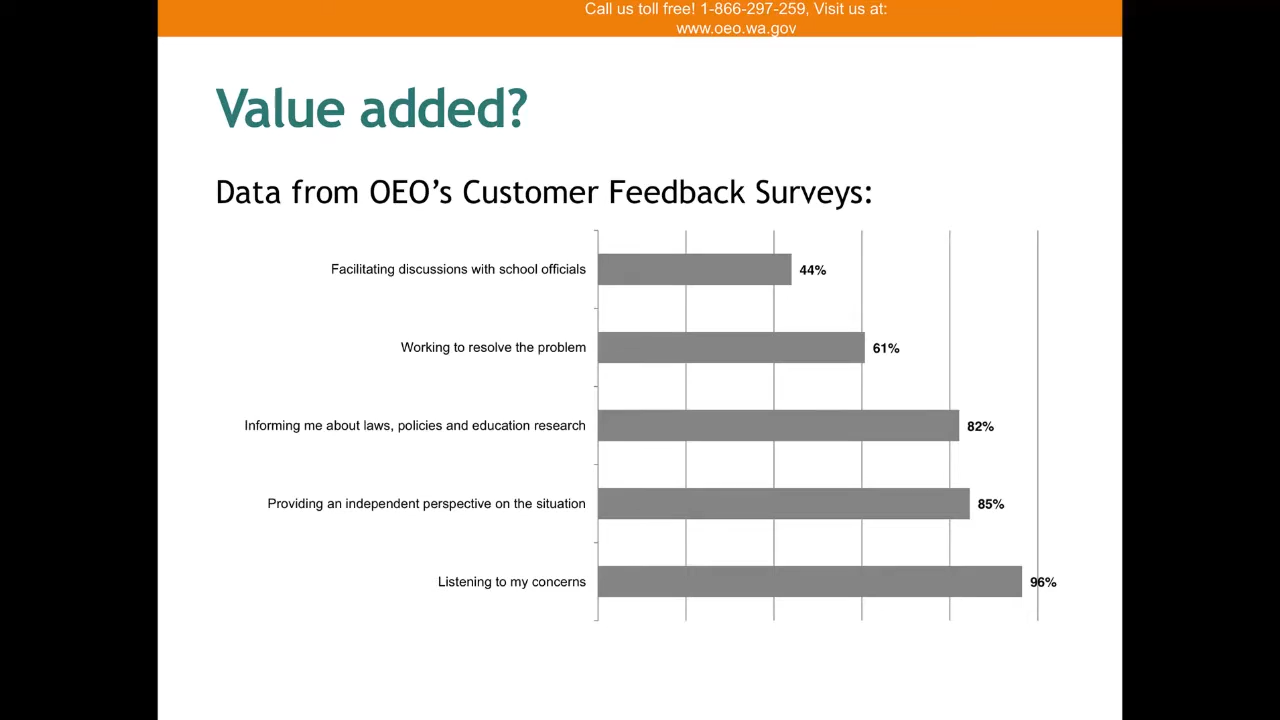 Call us toll free! 1-866-297-259, Visit us at:
www.oeo.wa.gov
Value added?
Data from OEO’s Customer Feedback Surveys:
Facilitating discussions with school officials 44%
Working to resolve the problem 61%
Informing me about laws, policies and education research 82%
Providing an independent perspective on the situation 85%
Listening to my concerns 96%